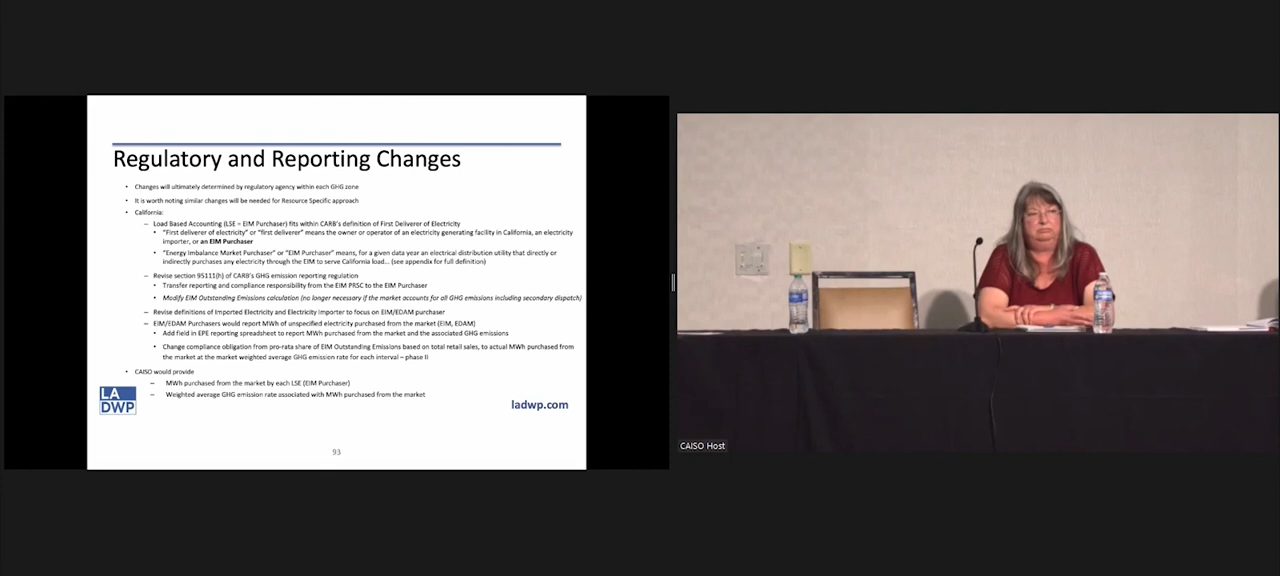 Regulatory and Reporting Changes
• Changes will ultimately determined by regulatory agency within each GHG zone
• It is worth noting similar changes will be needed for Resource Specific approach
• California:
– Load Based Accounting (LSE – EIM Purchaser) fits within CARB's definition of First Deliverer of Electricity
• "First deliverer of electricity" or "first deliverer" means the owner or operator of an electricity generating facility in California, an electricity
importer, or an EIM Purchaser
• "Energy Imbalance Market Purchaser" or "EIM Purchaser" means, for a given data year an electrical distribution utility that directly or
indirectly purchases any electricity through the EIM to serve California load... (see appendix for full definition)
– Revise section 95111(h) of CARB's GHG emission reporting regulation
• Transfer reporting and compliance responsibility from the EIM PRSC to the EIM Purchaser
• Modify EIM Outstanding Emissions calculation (no longer necessary if the market accounts for all GHG emissions including secondary dispatch)
– Revise definitions of Imported Electricity and Electricity Importer to focus on EIM/EDAM purchaser
– EIM/EDAM Purchasers would report MWh of unspecified electricity purchased from the market (EIM, EDAM)
• Add field in EPE reporting spreadsheet to report MWh purchased from the market and the associated GHG emissions
• Change compliance obligation from pro-rata share of EIM Outstanding Emissions based on total retail sales, to actual MWh purchased from
the market at the market weighted average GHG emission rate for each interval – phase II
• CAISO would provide
– MWh purchased from the market by each LSE (EIM Purchaser)
– Weighted average GHG emission rate associated with MWh purchased from the market
LA
DWP
ladwp.com
93
CAISO Host